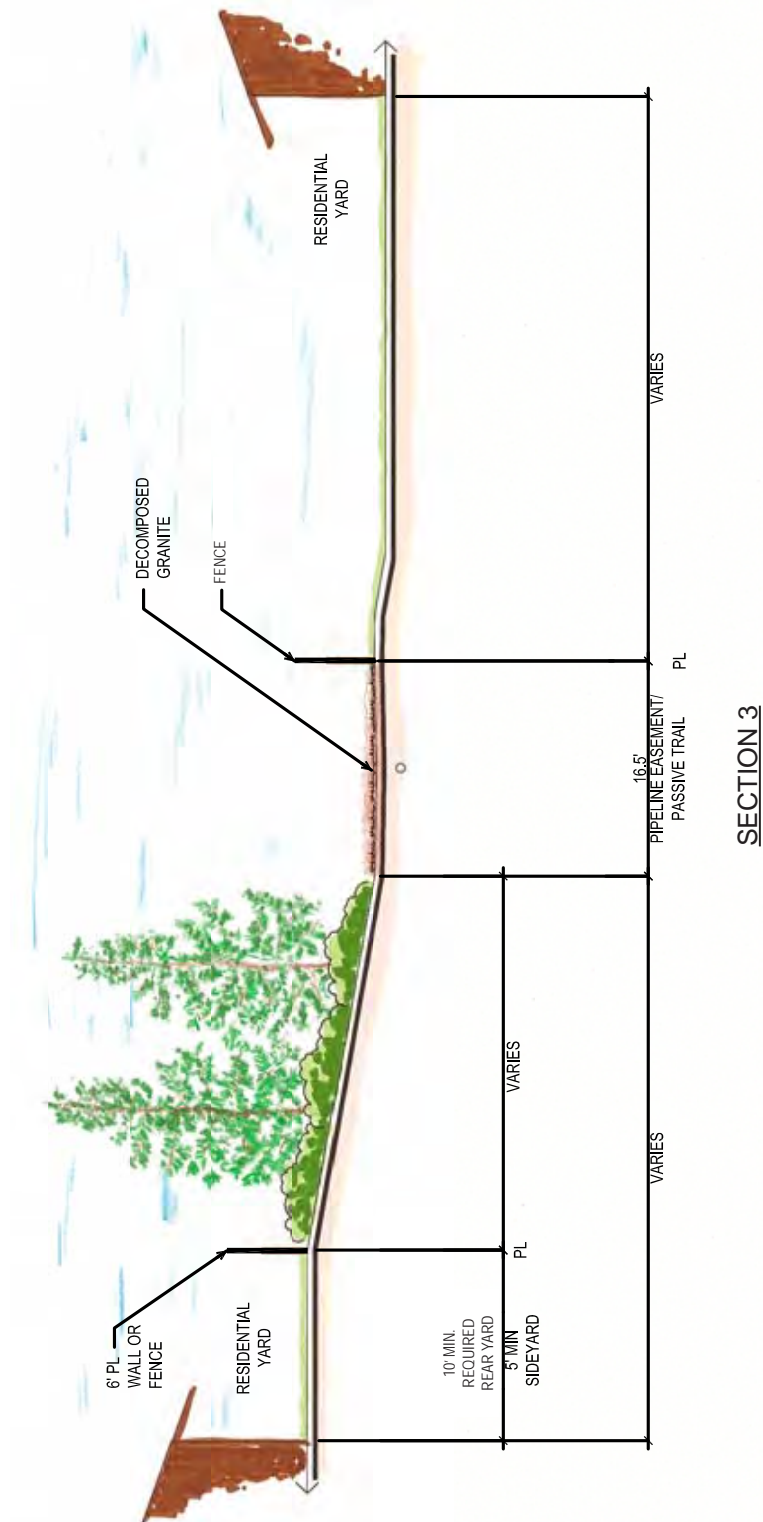 6' PL
WALL OR
FENCE
RESIDENTIAL
YARD
DECOMPOSED
GRANITE
FENCE
RESIDENTIAL
YARD
10' MIN.
REQUIRED
REAR YARD
5' MIN
SIDEYARD
PL
VARIES
VARIES
16.5'
PIPELINE EASEMENT/
PASSIVE TRAIL
PL
VARIES
SECTION 3